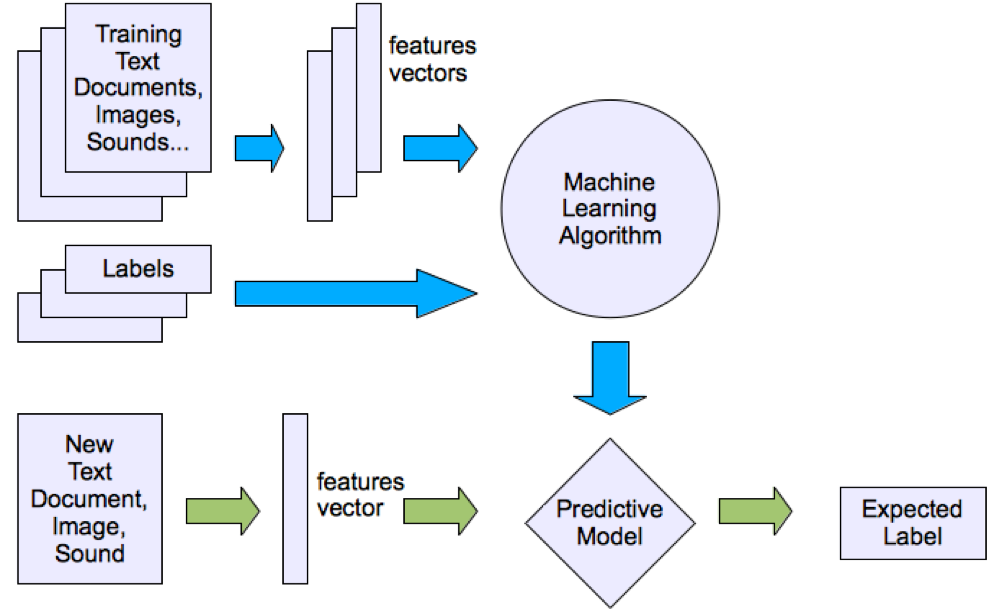 Training
Text
Documents,
Images,
Sounds...
features
vectors
Machine
Learning
Algorithm
Labels
New
Text
Document,
Image,
Sound
features
vector
Predictive
Model
Expected
Label